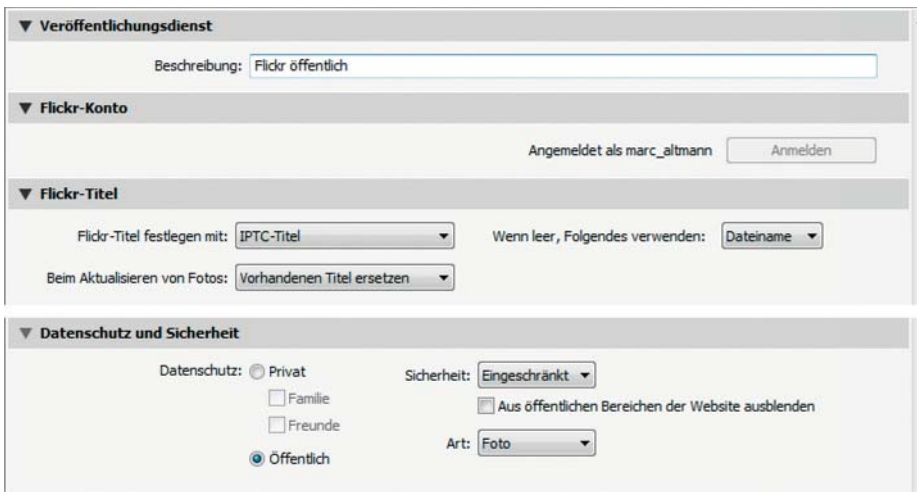 Veröffentlichungsdienst
Beschreibung: Flickr öffentlich
Flickr-Konto
Angemeldet als marc_altmann Anmelden
Flickr-Titel
Flickr-Titel festlegen mit: IPTC-Titel Wenn leer, Folgendes verwenden: Dateiname
Beim Aktualisieren von Fotos: Vorhandenen Titel ersetzen
Datenschutz und Sicherheit
Datenschutz: Privat Sicherheit: Eingeschränkt
Familie Aus öffentlichen Bereichen der Website ausblenden
Freunde
Art: Foto
Öffentlich